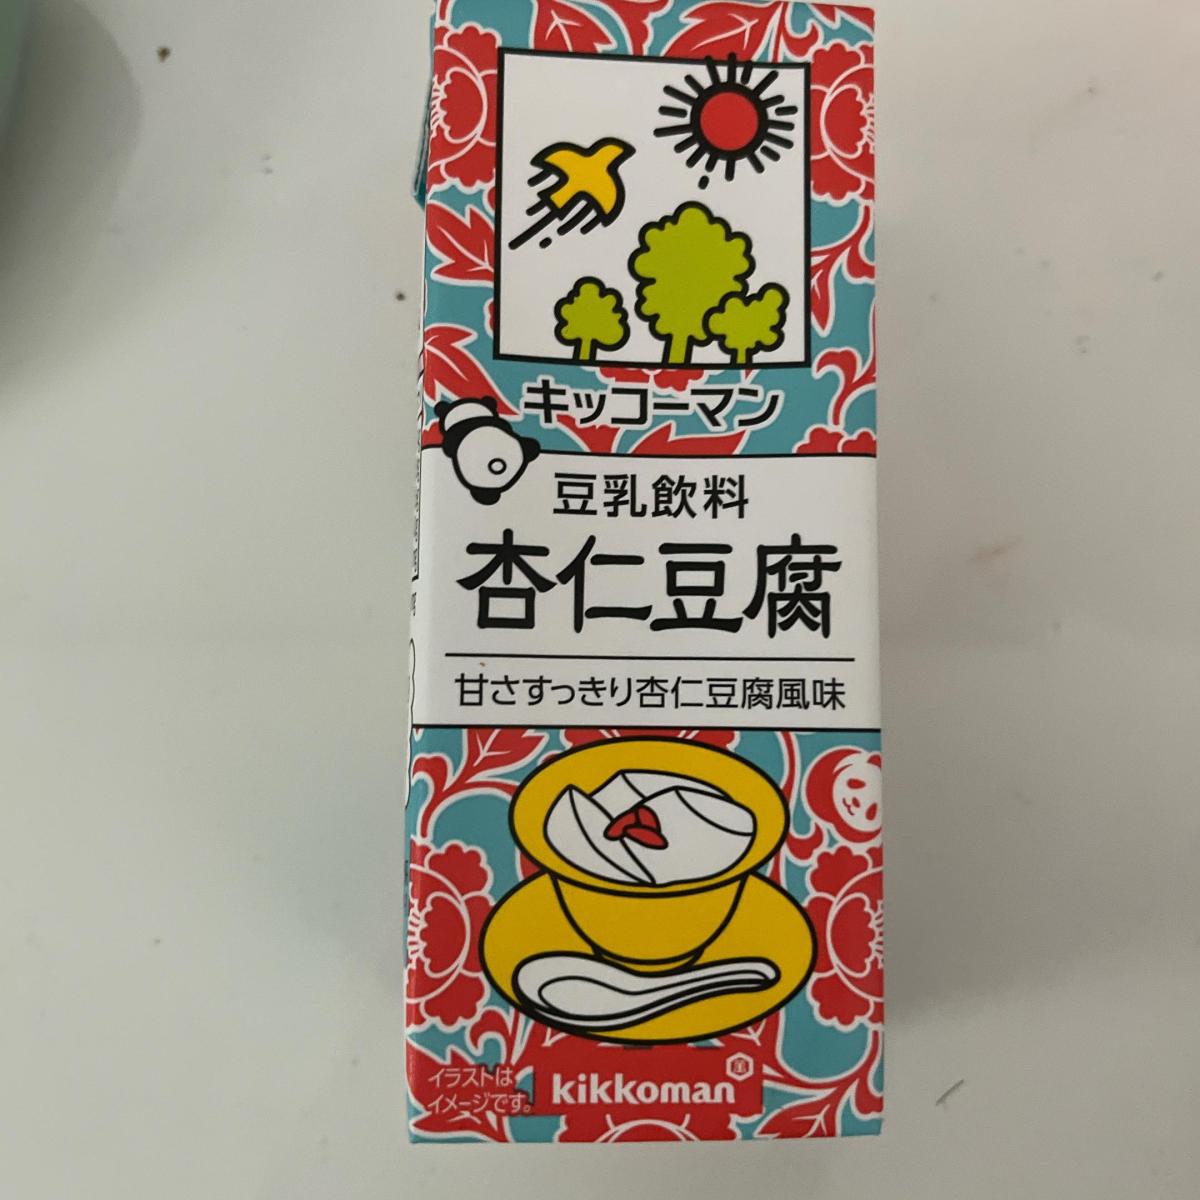 キッコーマン
豆乳飲料
杏仁豆腐
甘さすっきり杏仁豆腐風味
イラストは
イメージです。
kikkoman